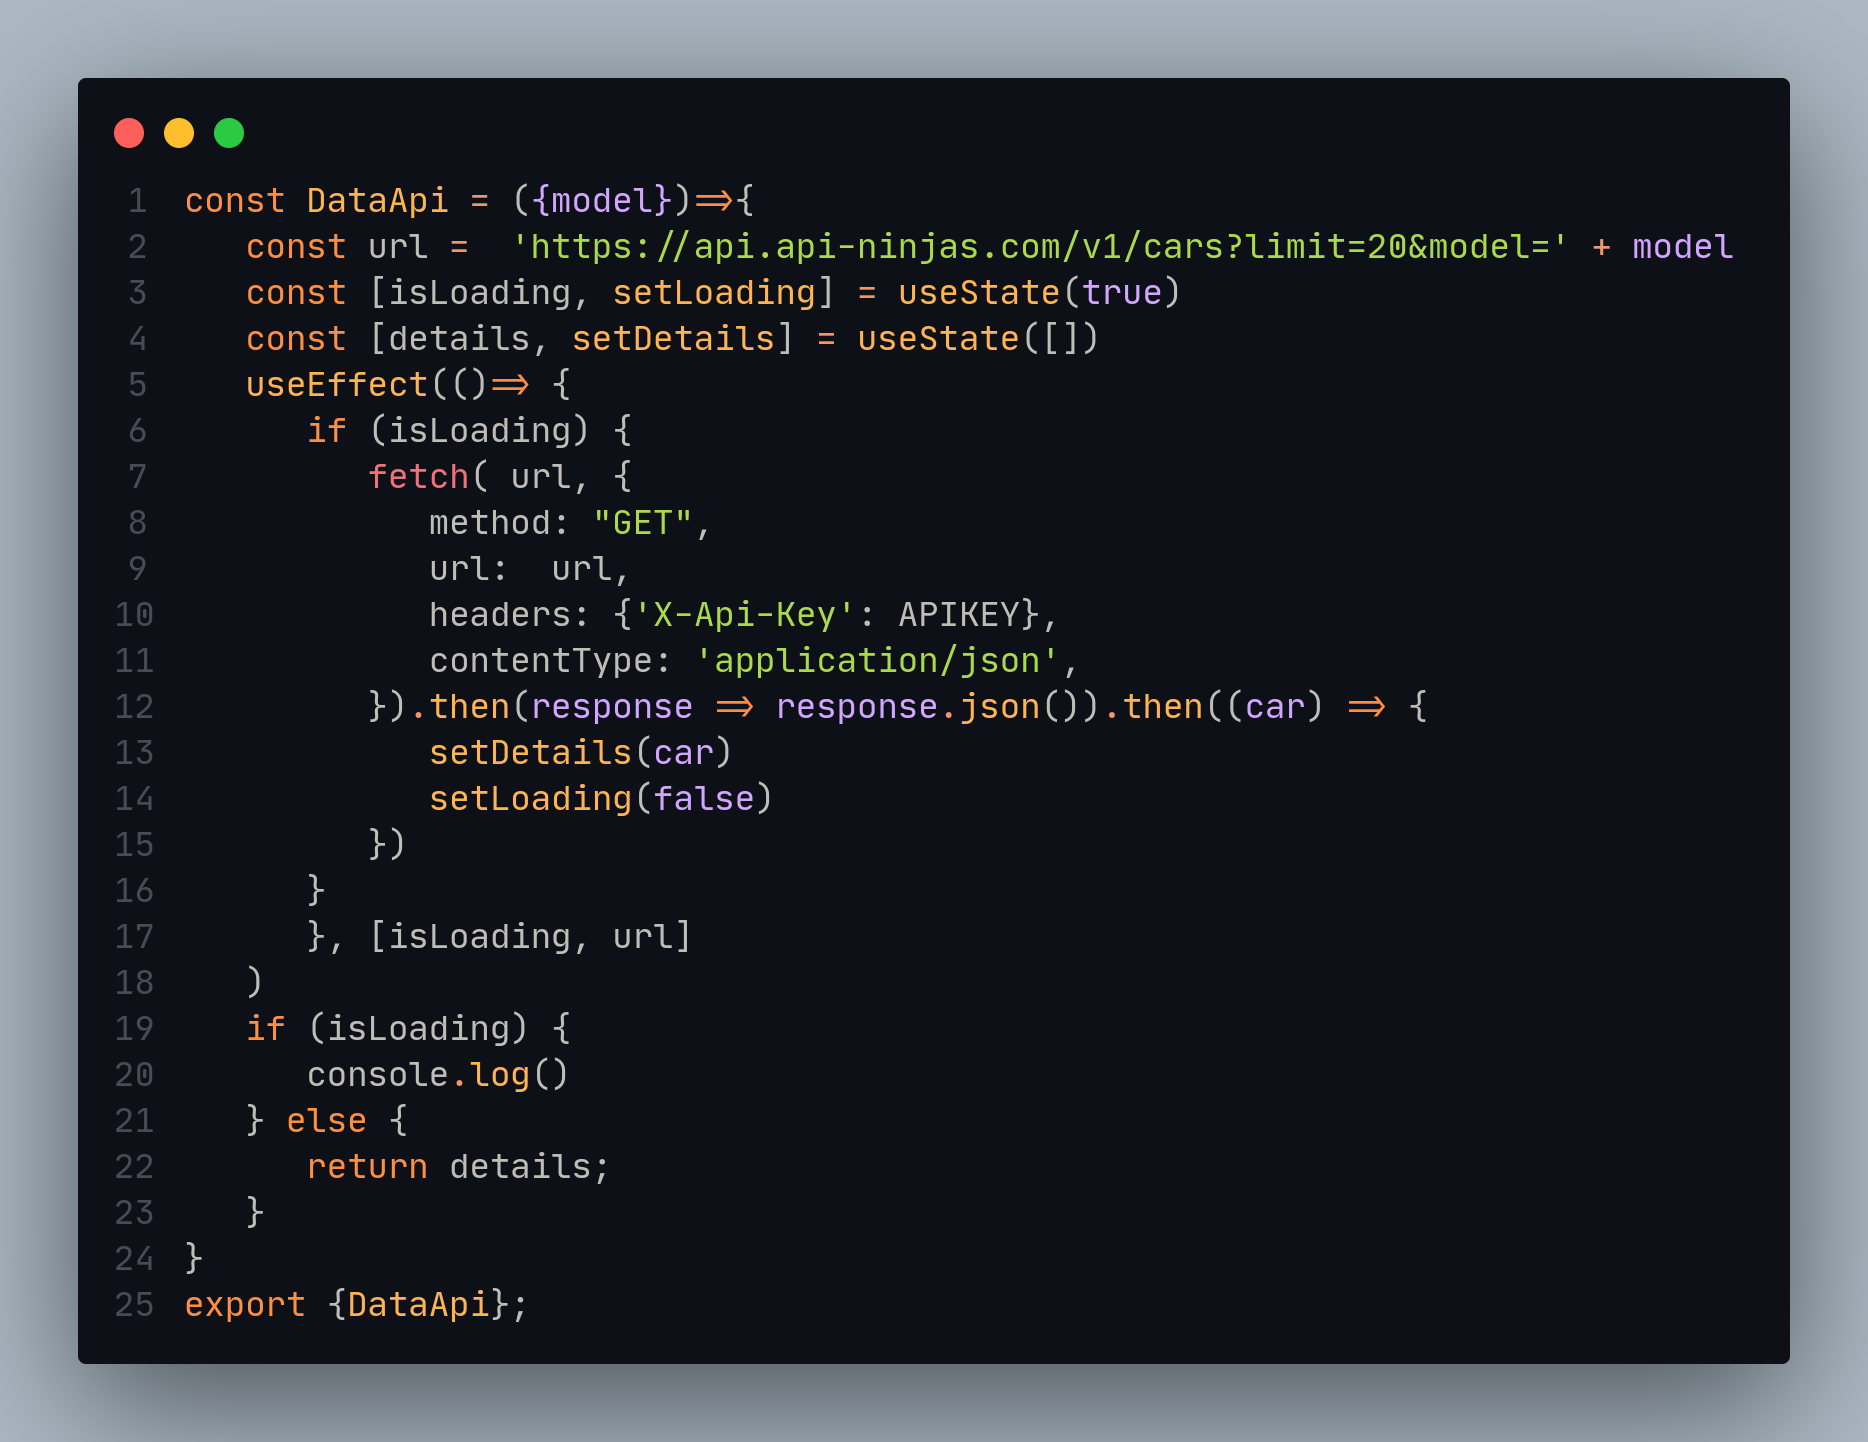 1 const DataApi = ({model})=>{
2    const url =  'https://api.api-ninjas.com/v1/cars?limit=20&model=' + model
3    const [isLoading, setLoading] = useState(true)
4    const [details, setDetails] = useState([])
5    useEffect(()=> {
6       if (isLoading) {
7          fetch( url, {
8             method: "GET",
9             url:  url,
10             headers: {'X-Api-Key': APIKEY},
11             contentType: 'application/json',
12          }).then(response => response.json()).then((car) => {
13             setDetails(car)
14             setLoading(false)
15          })
16       }
17       }, [isLoading, url]
18    )
19    if (isLoading) {
20       console.log()
21    } else {
22       return details;
23    }
24 }
25 export {DataApi};